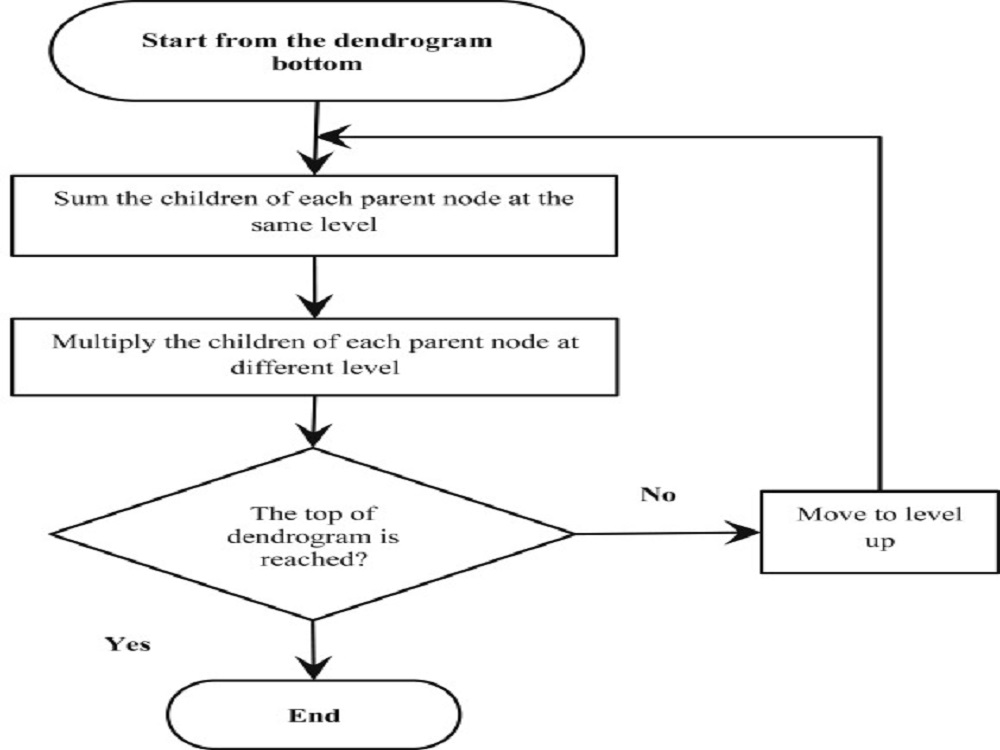 Start from the dendrogram
bottom
Sum the children of each parent node at the
same level
Multiply the children of each parent node at
different level
The top of
dendrogram is
reached?
No
Move to level
up
Yes
End